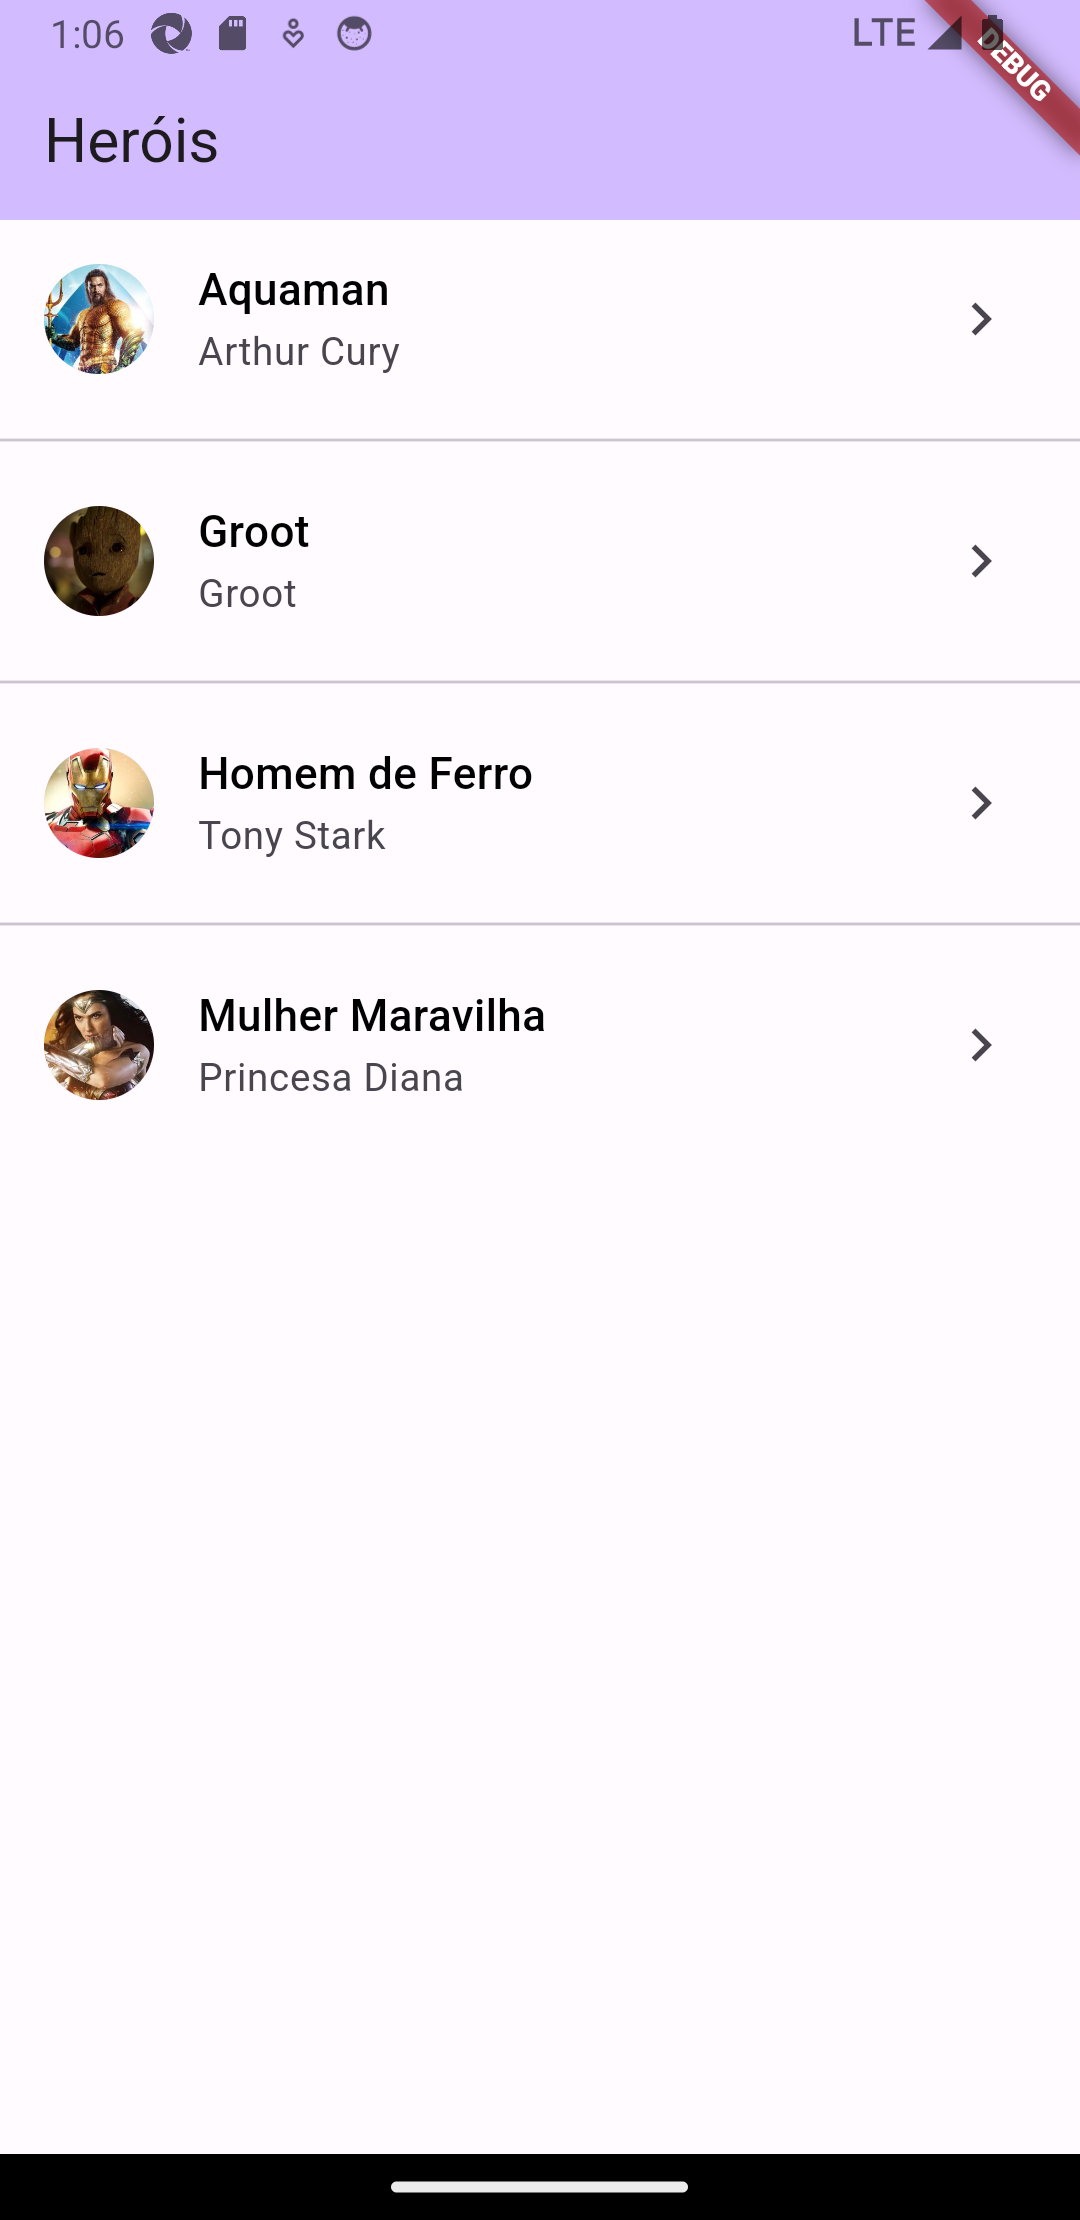 1:06
LTE
DEBUG
Heróis
Aquaman
Arthur Cury
Groot
Groot
Homem de Ferro
Tony Stark
Mulher Maravilha
Princesa Diana